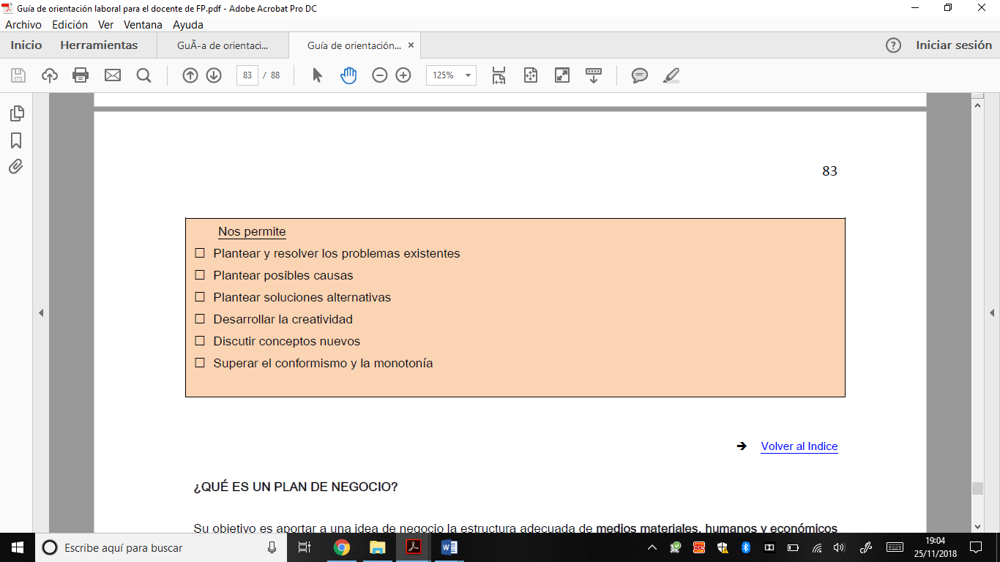 Guía de orientación laboral para el docente de FP.pdf - Adobe Acrobat Pro DC
Archivo Edición Ver Ventana Ayuda
Inicio Herramientas GuÃ-a de orientaci... Guía de orientación... × Iniciar sesión
83 / 88 125%
83
Nos permite
☐ Plantear y resolver los problemas existentes
☐ Plantear posibles causas
☐ Plantear soluciones alternativas
☐ Desarrollar la creatividad
☐ Discutir conceptos nuevos
☐ Superar el conformismo y la monotonía
➔ Volver al Indice
¿QUÉ ES UN PLAN DE NEGOCIO?
Su objetivo es aportar a una idea de negocio la estructura adecuada de medios materiales, humanos y económicos
Escribe aquí para buscar
19:04
25/11/2018